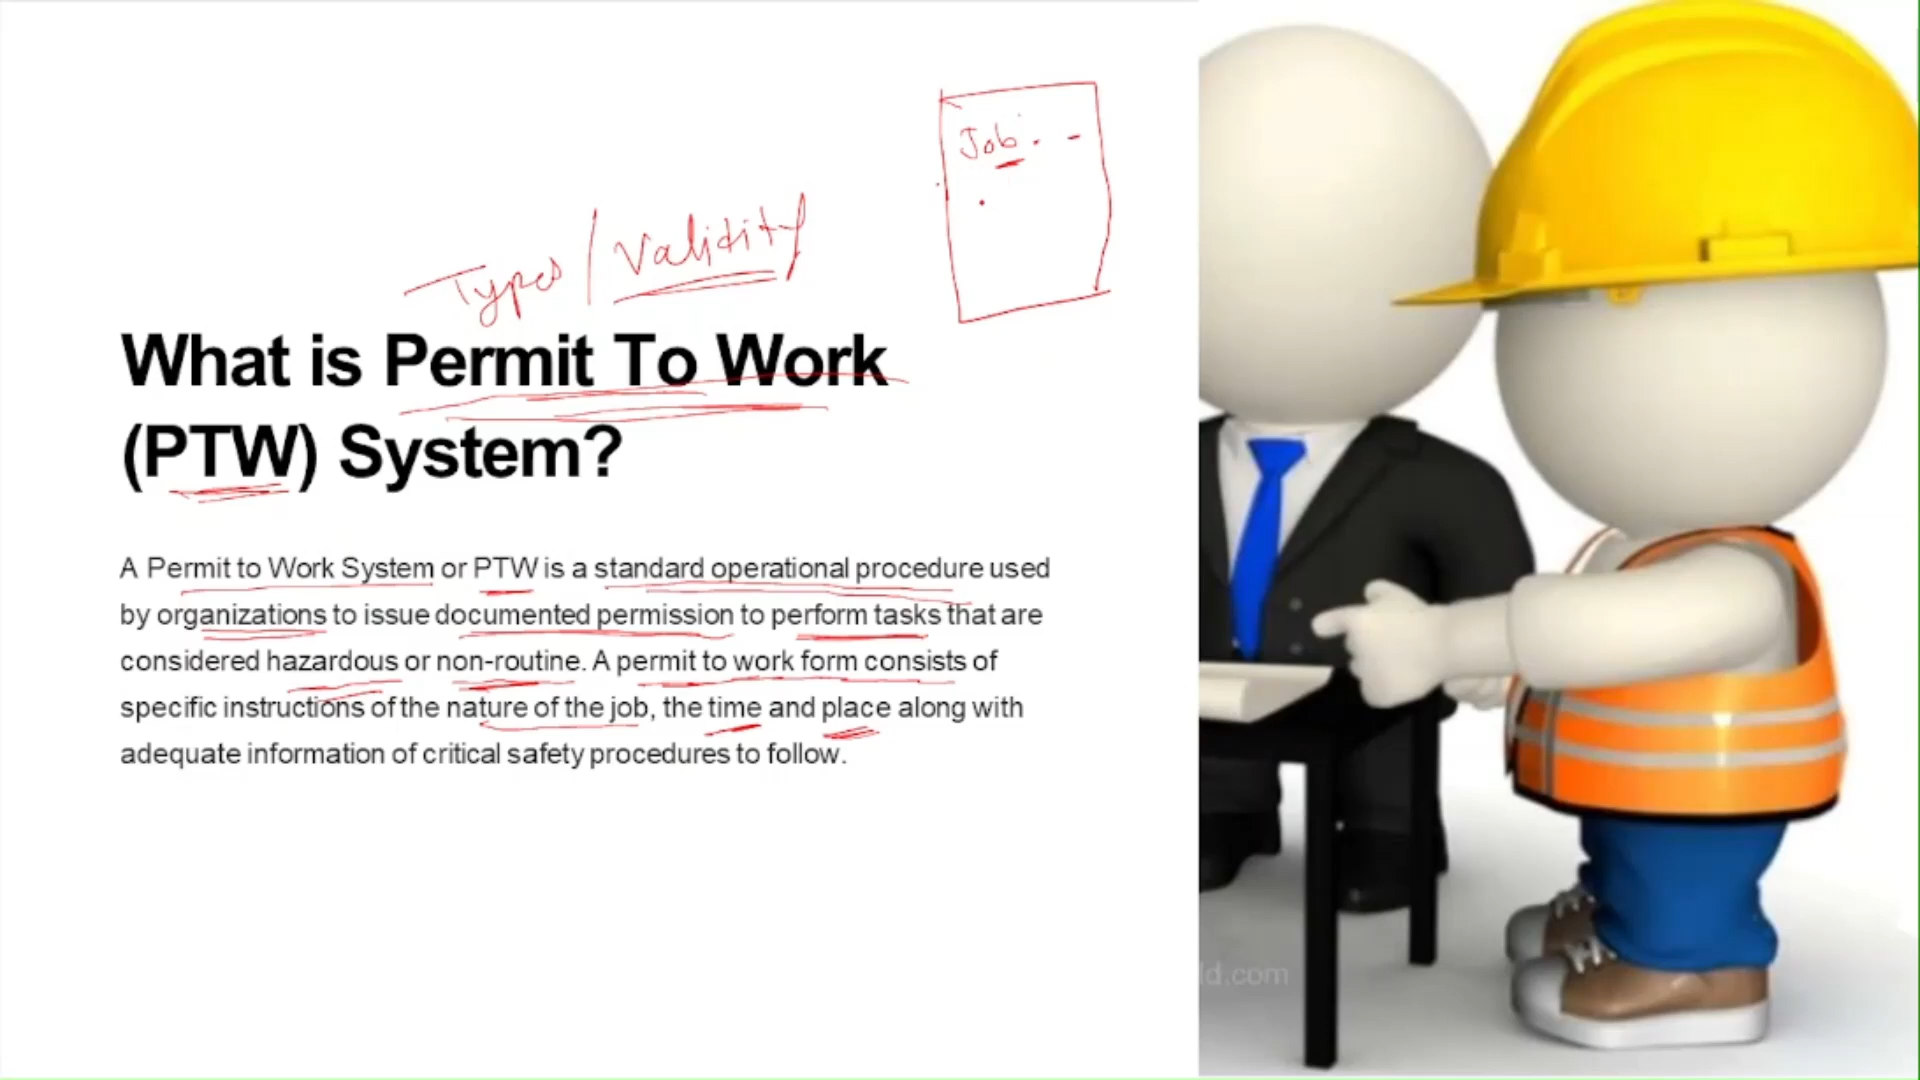 Job. -
Types / Validity
What is Permit To Work
(PTW) System?
A Permit to Work System or PTW is a standard operational procedure used
by organizations to issue documented permission to perform tasks that are
considered hazardous or non-routine. A permit to work form consists of
specific instructions of the nature of the job, the time and place along with
adequate information of critical safety procedures to follow.
ld.com